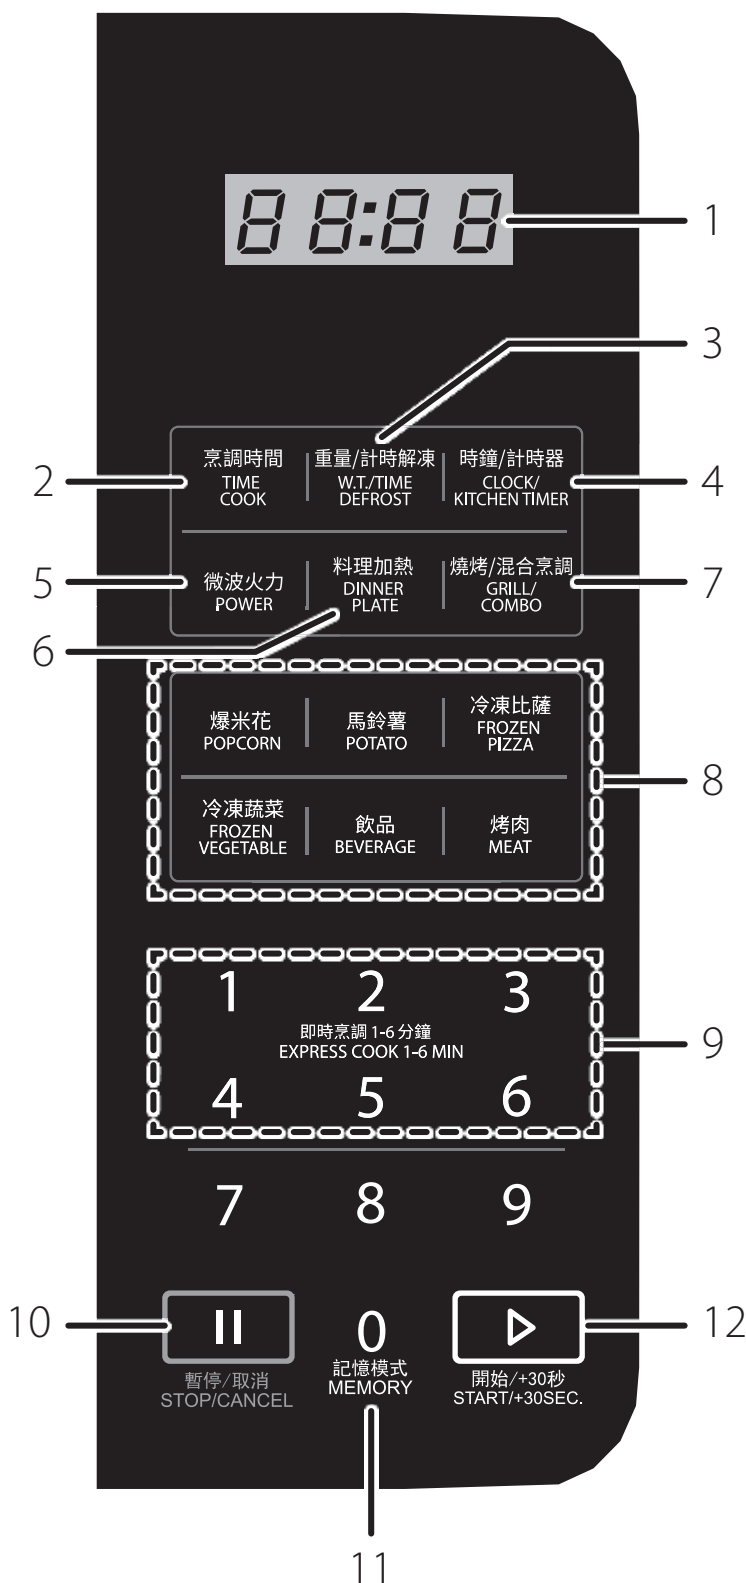 88:88
1
3
2
烹調時間
TIME
COOK
重量/計時解凍
W.T./TIME
DEFROST
時鐘/計時器
CLOCK/
KITCHEN TIMER
4
5
微波火力
POWER
料理加熱
DINNER
PLATE
燒烤/混合烹調
GRILL/
COMBO
7
6
爆米花
POPCORN
馬鈴薯
POTATO
冷凍比薩
FROZEN
PIZZA
8
冷凍蔬菜
FROZEN
VEGETABLE
飲品
BEVERAGE
烤肉
MEAT
1 2 3
即時烹調 1-6 分鐘
EXPRESS COOK 1-6 MIN
9
4 5 6
7 8 9
10
0
12
暫停/取消
STOP/CANCEL
記憶模式
MEMORY
開始/+30秒
START/+30SEC.
11